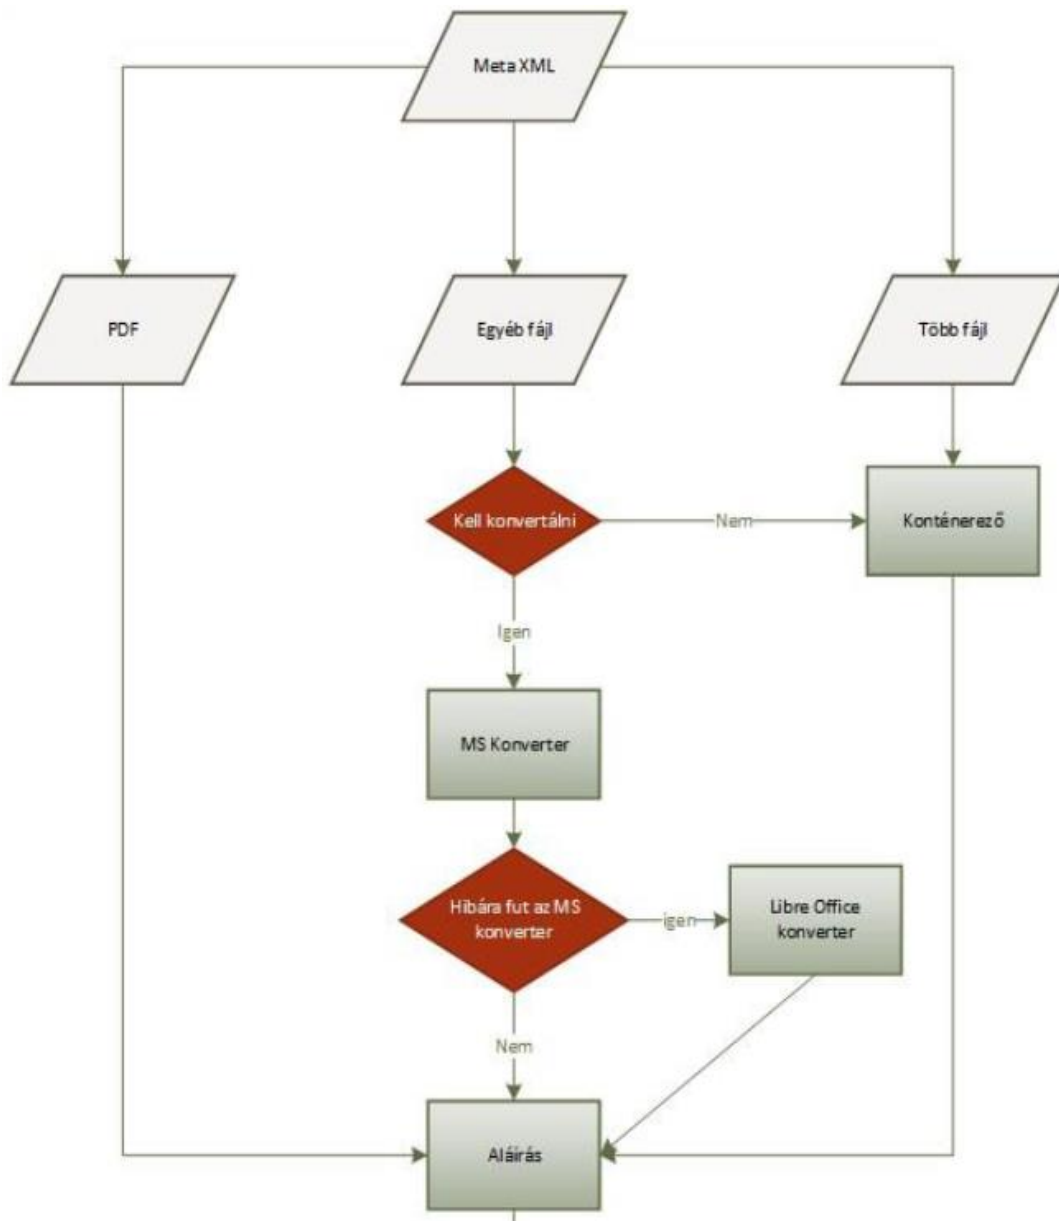 Meta XML
PDF
Egyéb fájl
Több fájl
Kell konvertálni
Nem
Konténerező
Igen
MS Konverter
Hibára fut az MS
konverter
Igen
Libre Office
konverter
Nem
Aláírás